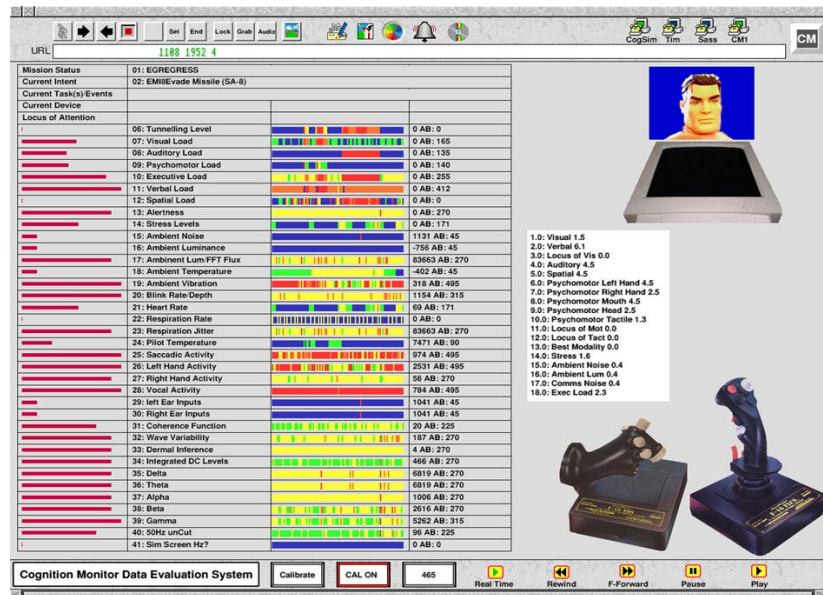 Set End Lock Grab Audio
CogSim Tim Sass CM1
CM
URL
1108 1952 4
Mission Status 01: EGREGRESS
Current Intent 02: EMI8Evade Missile (SA-8)
Current Task(s)/Events
Current Device
Locus of Attention
06: Tunnelling Level 0 AB: 0
07: Visual Load 0 AB: 165
08: Auditory Load 0 AB: 135
09: Psychomotor Load 0 AB: 140
10: Executive Load 0 AB: 255
11: Verbal Load 0 AB: 412
12: Spatial Load 0 AB: 0
13: Alertness 0 AB: 270
14: Stress Levels 0 AB: 171
15: Ambient Noise 1131 AB: 45
16: Ambient Luminance -756 AB: 45
17: Ambinent Lum/FFT Flux 83663 AB: 270
18: Ambient Temperature -402 AB: 45
19: Ambient Vibration 318 AB: 495
20: Blink Rate/Depth 1154 AB: 315
21: Heart Rate 69 AB: 171
22: Respiration Rate 0 AB: 0
23: Respiration Jitter 83663 AB: 270
24: Pilot Temperature 7471 AB: 90
25: Saccadic Activity 974 AB: 495
26: Left Hand Activity 2531 AB: 495
27: Right Hand Activity 56 AB: 270
28: Vocal Activity 784 AB: 495
29: left Ear Inputs 1041 AB: 45
30: Right Ear Inputs 1041 AB: 45
31: Coherence Function 20 AB: 225
32: Wave Variability 187 AB: 270
33: Dermal Inference 4 AB: 270
34: Integrated DC Levels 466 AB: 270
35: Delta 6819 AB: 270
36: Theta 6819 AB: 270
37: Alpha 1006 AB: 270
38: Beta 2616 AB: 270
39: Gamma 5262 AB: 315
40: 50Hz unCut 96 AB: 225
41: Sim Screen Hz? 0 AB: 0
1.0: Visual 1.5
2.0: Verbal 6.1
3.0: Locus of Vis 0.0
4.0: Auditory 4.5
5.0: Spatial 4.5
6.0: Psychomotor Left Hand 4.5
7.0: Psychomotor Right Hand 2.5
8.0: Psychomotor Mouth 4.5
9.0: Psychomotor Head 2.5
10.0: Psychomotor Tactile 1.3
11.0: Locus of Mot 0.0
12.0: Locus of Tact 0.0
13.0: Best Modality 0.0
14.0: Stress 1.6
15.0: Ambient Noise 0.4
16.0: Ambient Lum 0.4
17.0: Comms Noise 0.4
18.0: Exec Load 2.3
Cognition Monitor Data Evaluation System
Calibrate
CAL ON
465
Real Time
Rewind
F-Forward
Pause
Play